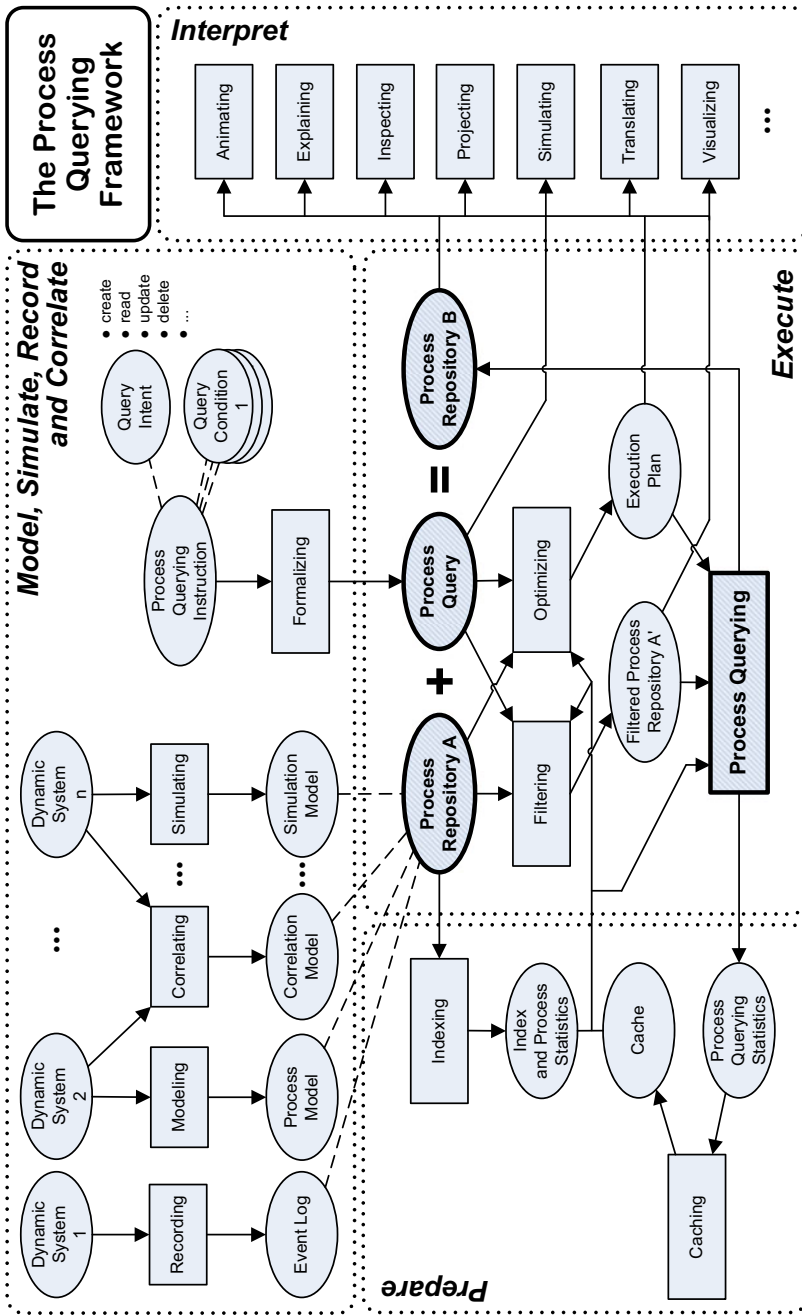 The Process
Querying
Framework
Model, Simulate, Record
and Correlate
Dynamic
System
1
Dynamic
System
2
...
Dynamic
System
n
Recording
Modeling
Correlating
...
Simulating
Event Log
Process
Model
Correlation
Model
...
Simulation
Model
Process
Querying
Instruction
Query
Intent
Query
Condition
1
• create
• read
• update
• delete
• ...
Formalizing
Prepare
Indexing
Index
and Process
Statistics
Cache
Process
Querying
Statistics
Caching
Execute
Process
Repository A
+
Process
Query
=
Process
Repository B
Filtering
Optimizing
Filtered Process
Repository A'
Execution
Plan
Process Querying
Interpret
Animating
Explaining
Inspecting
Projecting
Simulating
Translating
Visualizing
...